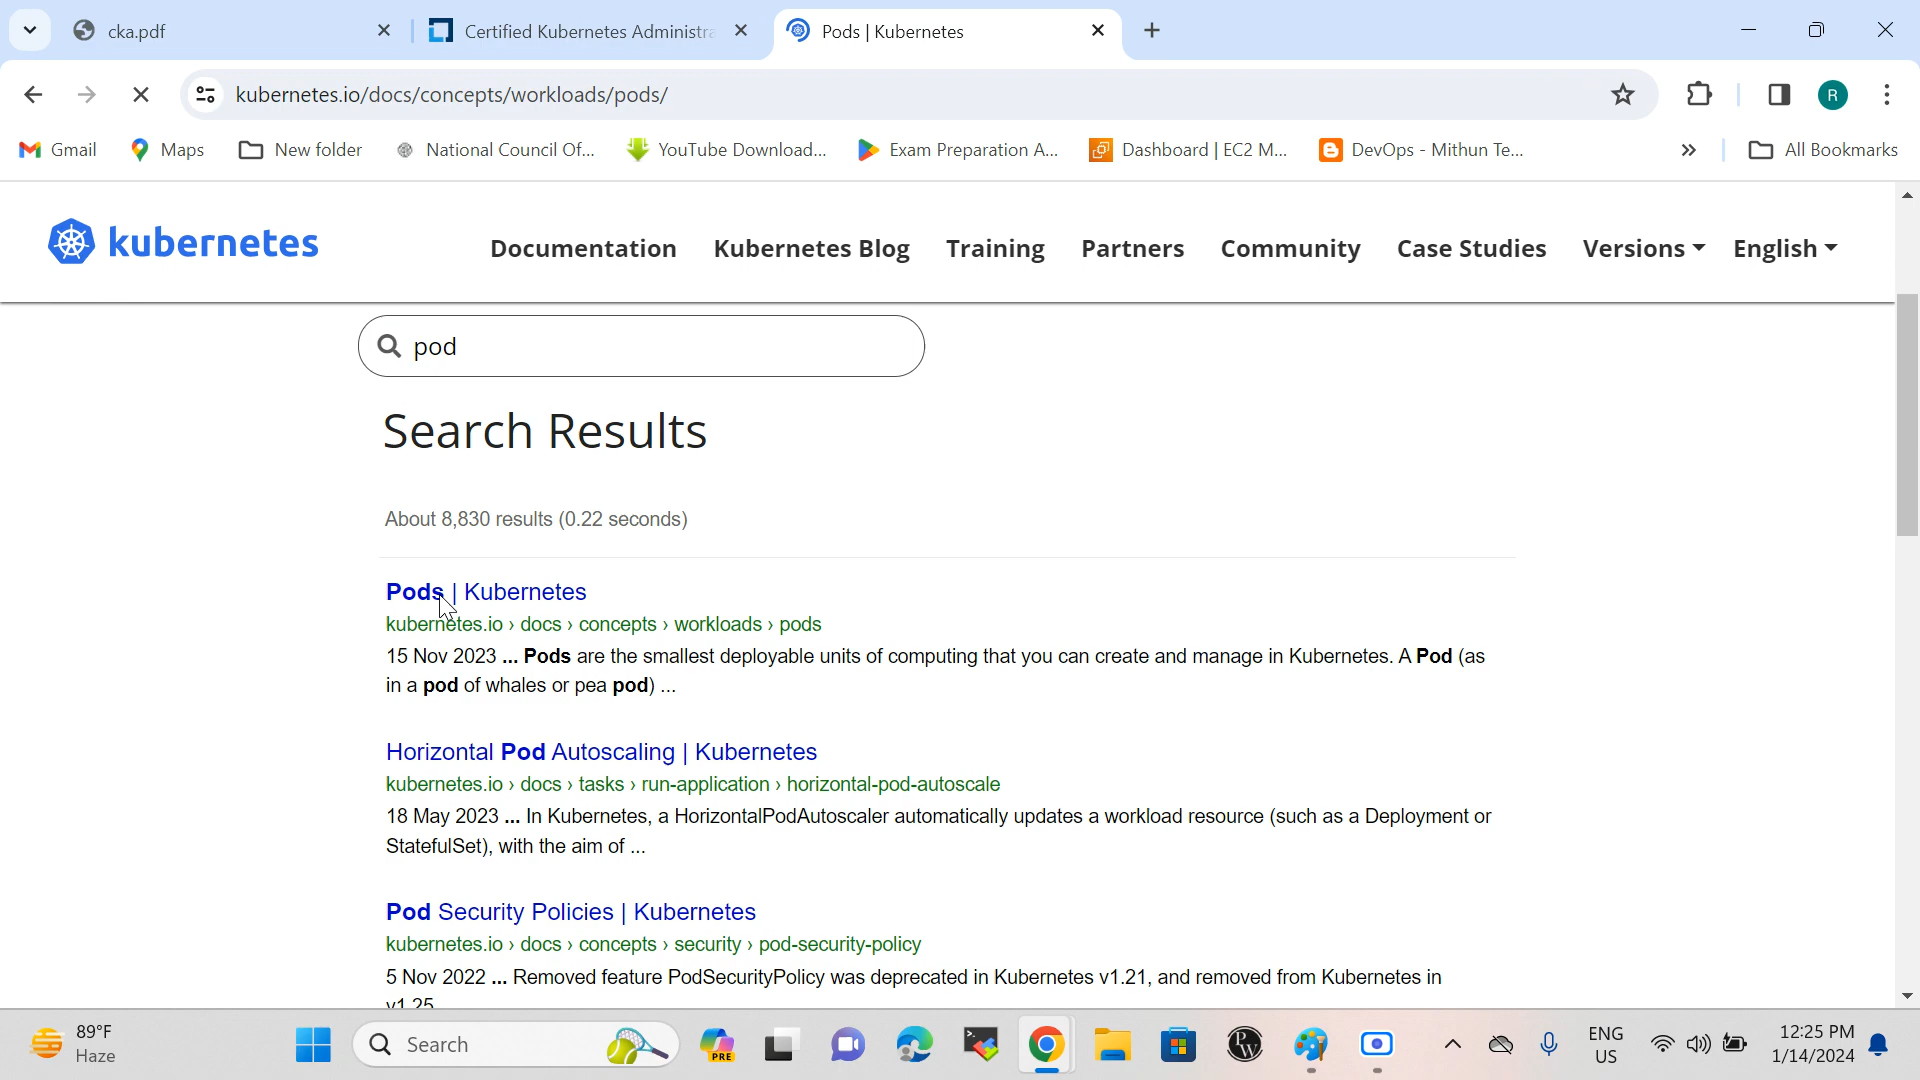 cka.pdf
Certified Kubernetes Administra
Pods | Kubernetes
kubernetes.io/docs/concepts/workloads/pods/
R
Gmail
Maps
New folder
National Council Of...
YouTube Download...
Exam Preparation A...
Dashboard | EC2 M...
DevOps - Mithun Te...
All Bookmarks
kubernetes
Documentation
Kubernetes Blog
Training
Partners
Community
Case Studies
Versions
English
pod
Search Results
About 8,830 results (0.22 seconds)
Pods | Kubernetes
kubernetes.io › docs › concepts › workloads › pods
15 Nov 2023 ... Pods are the smallest deployable units of computing that you can create and manage in Kubernetes. A Pod (as
in a pod of whales or pea pod) ...
Horizontal Pod Autoscaling | Kubernetes
kubernetes.io › docs › tasks › run-application › horizontal-pod-autoscale
18 May 2023 ... In Kubernetes, a HorizontalPodAutoscaler automatically updates a workload resource (such as a Deployment or
StatefulSet), with the aim of ...
Pod Security Policies | Kubernetes
kubernetes.io › docs › concepts › security › pod-security-policy
5 Nov 2022 ... Removed feature PodSecurityPolicy was deprecated in Kubernetes v1.21, and removed from Kubernetes in
v1.25
89°F
Haze
Search
PRE
ENG
US
12:25 PM
1/14/2024